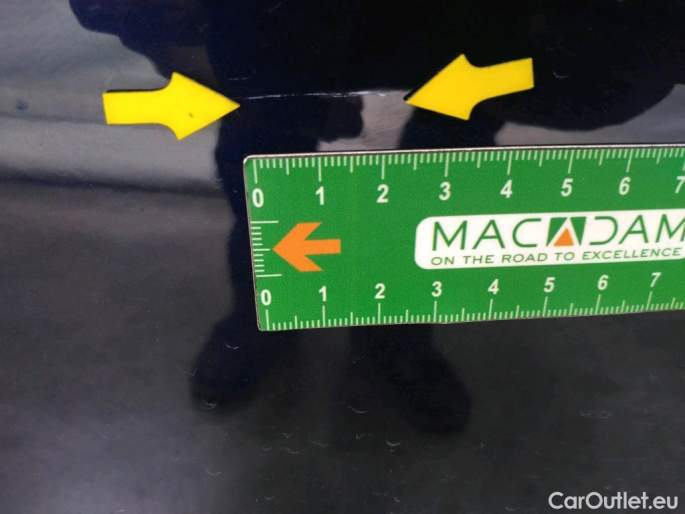 0 1 2 3 4 5 6 7
MACADAM
ON THE ROAD TO EXCELLENCE
0 1 2 3 4 5 6 7
CarOutlet.eu